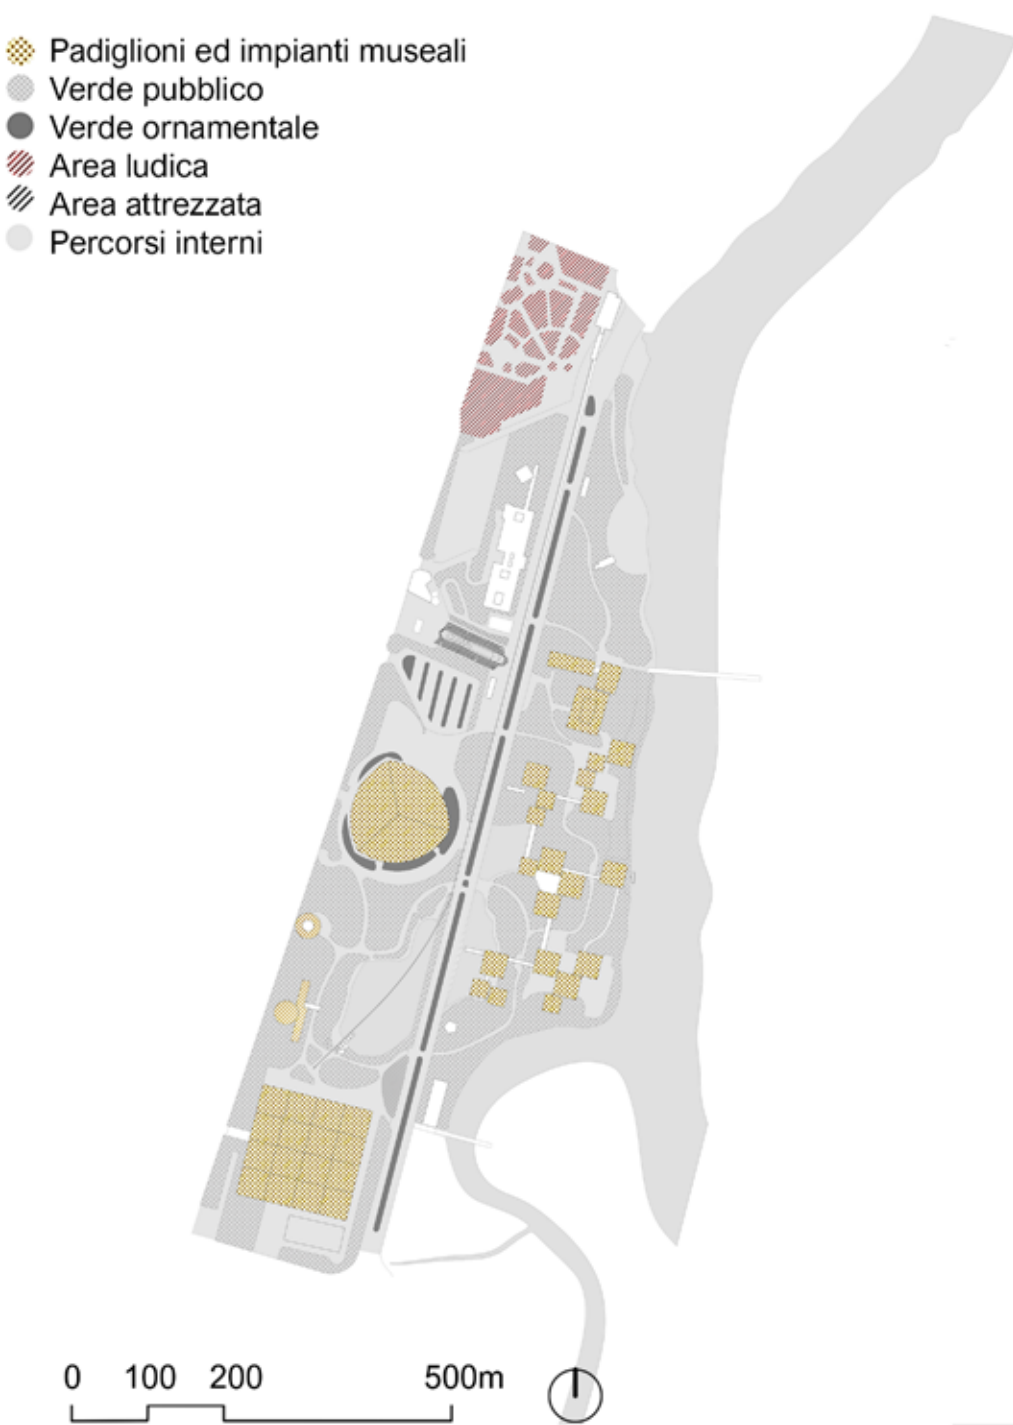 Padiglioni ed impianti museali
Verde pubblico
Verde ornamentale
Area ludica
Area attrezzata
Percorsi interni
0 100 200 500m